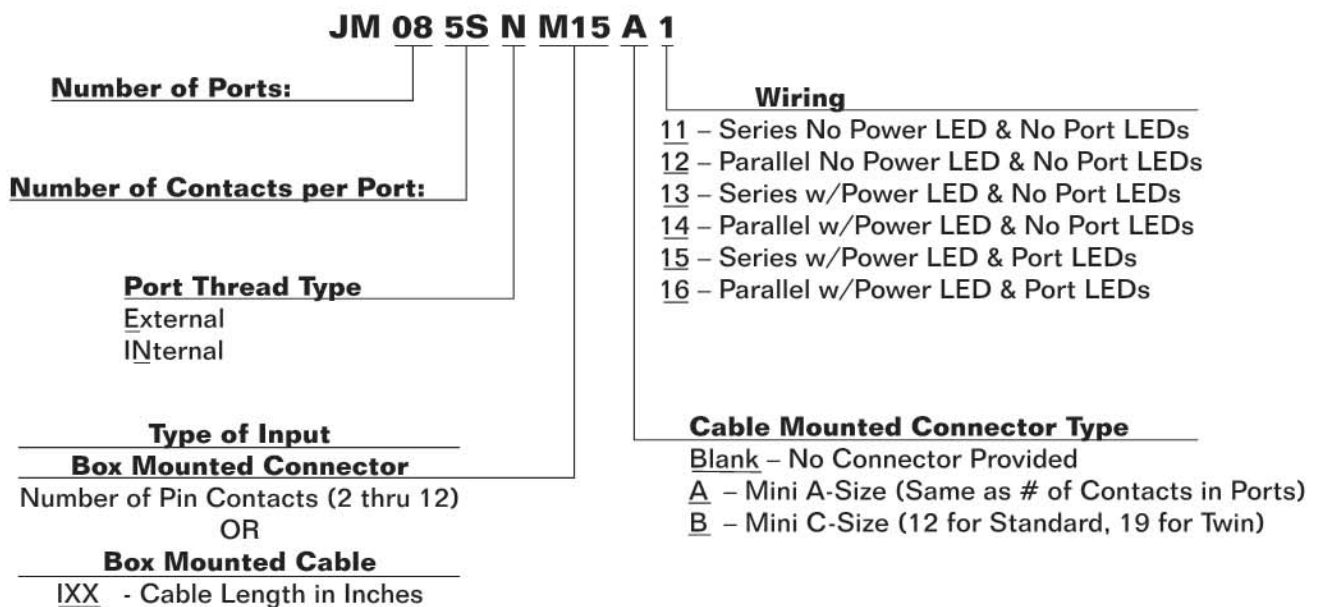 JM 08 5S N M15 A 1
Number of Ports:
Number of Contacts per Port:
Port Thread Type
External
INternal
Type of Input
Box Mounted Connector
Number of Pin Contacts (2 thru 12)
OR
Box Mounted Cable
IXX - Cable Length in Inches
Wiring
11 – Series No Power LED & No Port LEDs
12 – Parallel No Power LED & No Port LEDs
13 – Series w/Power LED & No Port LEDs
14 – Parallel w/Power LED & No Port LEDs
15 – Series w/Power LED & Port LEDs
16 – Parallel w/Power LED & Port LEDs
Cable Mounted Connector Type
Blank – No Connector Provided
A – Mini A-Size (Same as # of Contacts in Ports)
B – Mini C-Size (12 for Standard, 19 for Twin)